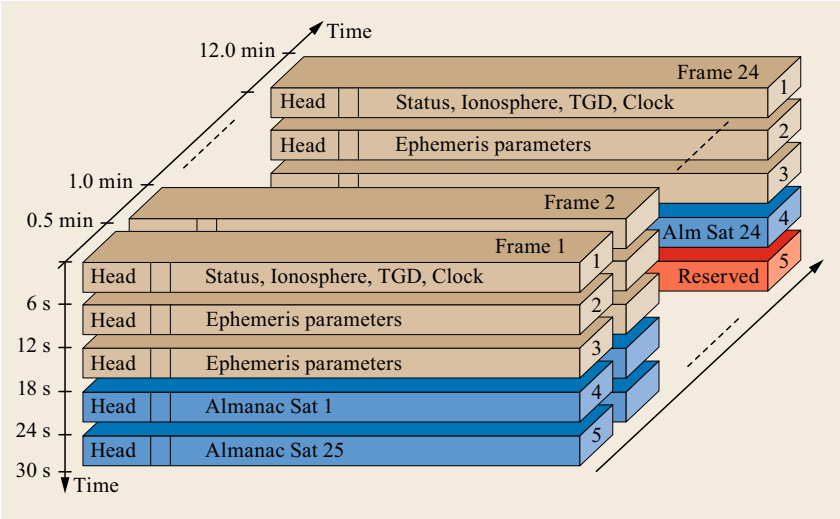 Time
12.0 min
Frame 24
1
Head Status, Ionosphere, TGD, Clock
2
Head Ephemeris parameters
3
1.0 min
Frame 2
4
0.5 min
Alm Sat 24
Frame 1
1
5
Head Status, Ionosphere, TGD, Clock
Reserved
6 s
2
Head Ephemeris parameters
12 s
3
Head Ephemeris parameters
18 s
4
Head Almanac Sat 1
24 s
5
Head Almanac Sat 25
30 s
Time